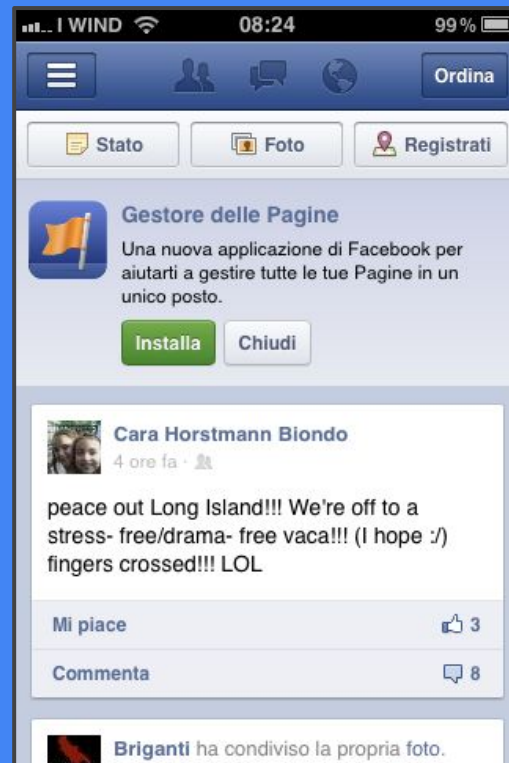 I WIND 08:24 99%
Ordina
Stato Foto Registrati
Gestore delle Pagine
Una nuova applicazione di Facebook per
aiutarti a gestire tutte le tue Pagine in un
unico posto.
Installa Chiudi
Cara Horstmann Biondo
4 ore fa ·
peace out Long Island!!! We're off to a
stress- free/drama- free vaca!!! (I hope :/)
fingers crossed!!! LOL
Mi piace 3
Commenta 8
Briganti ha condiviso la propria foto.